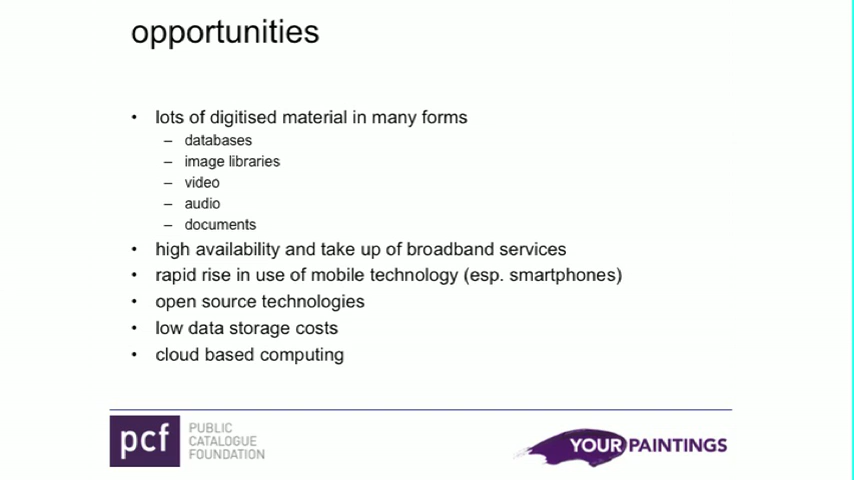 opportunities
• lots of digitised material in many forms
– databases
– image libraries
– video
– audio
– documents
• high availability and take up of broadband services
• rapid rise in use of mobile technology (esp. smartphones)
• open source technologies
• low data storage costs
• cloud based computing
pcf
PUBLIC
CATALOGUE
FOUNDATION
YOUR PAINTINGS